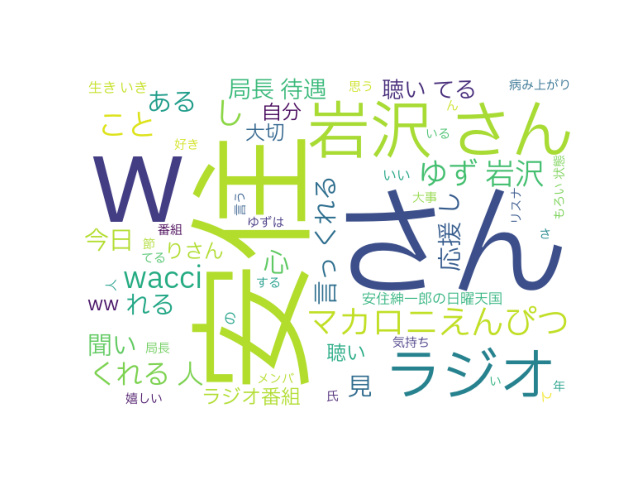 生き いき
局長 待遇
思う
聴い てる
病み上がり
ある
し
自分
岩沢 さん
ん
こと
大切
いる
好き
W
安住
さん
ゆず 岩沢
いい
もろい 状態
言う
くれる
大事
リスナ
番組
ゆずは
今日
節
りさん
てる
言っ
応援 し
さ
心
wacci
する
人
ww
れる
の
安住紳一郎の日曜天国
マカロニえんぴつ
聞い
局長
聴い
気持ち
くれる 人
メンバ
ラジオ
い
見
年
嬉しい
ラジオ番組
氏
て